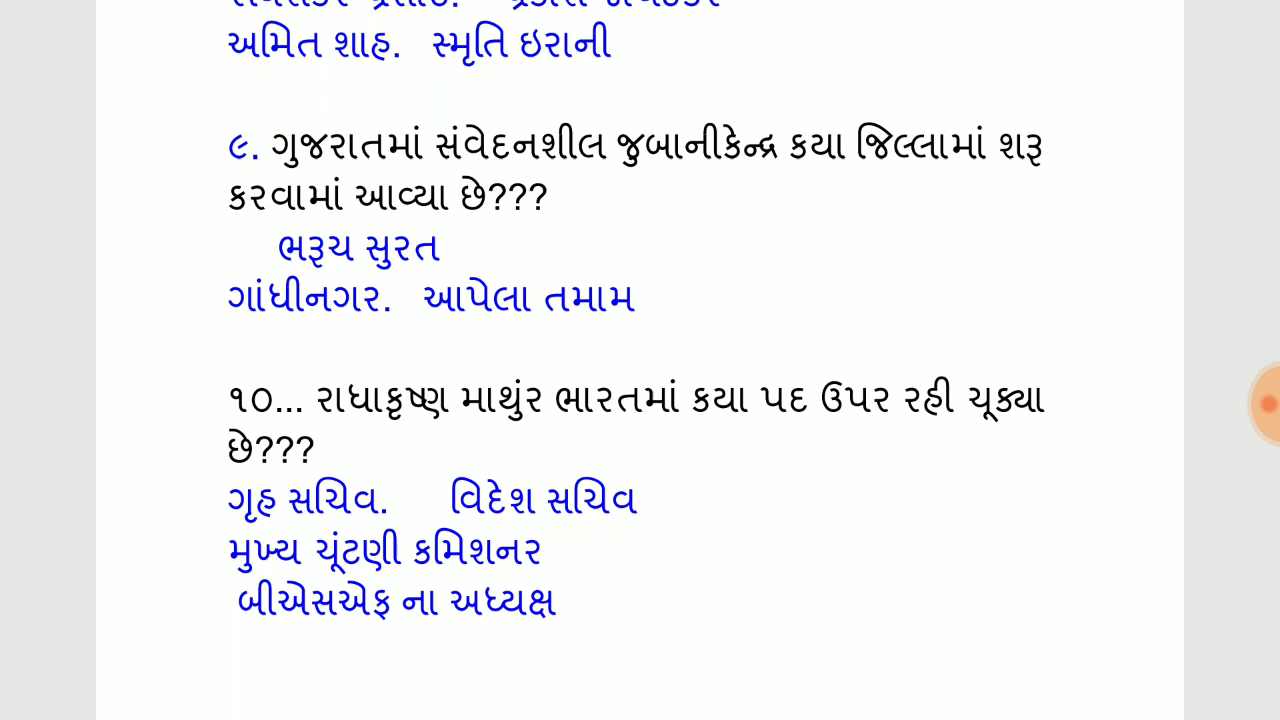 અમિત શાહ.   સ્મૃતિ ઇરાની
૯. ગુજરાતમાં સંવેદનશીલ જુબાનીકેન્દ્ર કયા જિલ્લામાં શરૂ
કરવામાં આવ્યા છે???
ભરૂચ સુરત
ગાંધીનગર.   આપેલા તમામ
૧૦... રાધાકૃષ્ણ માથુંર ભારતમાં કયા પદ ઉપર રહી ચૂક્યા
છે???
ગૃહ સચિવ.      વિદેશ સચિવ
મુખ્ય ચૂંટણી કમિશનર
બીએસએફ ના અધ્યક્ષ